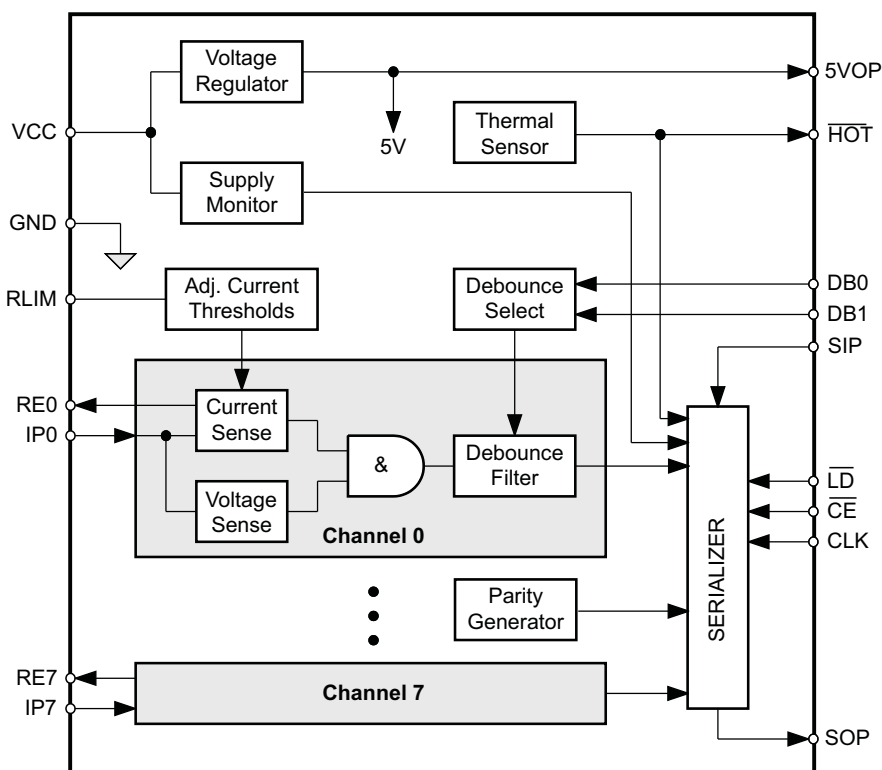 Voltage
Regulator
5VOP
VCC
5V
Thermal
Sensor
HOT
Supply
Monitor
GND
RLIM
Adj. Current
Thresholds
Debounce
Select
DB0
DB1
SIP
RE0
IP0
Current
Sense
&
Debounce
Filter
Voltage
Sense
Channel 0
LD
CE
CLK
SERIALIZER
Parity
Generator
RE7
IP7
Channel 7
SOP